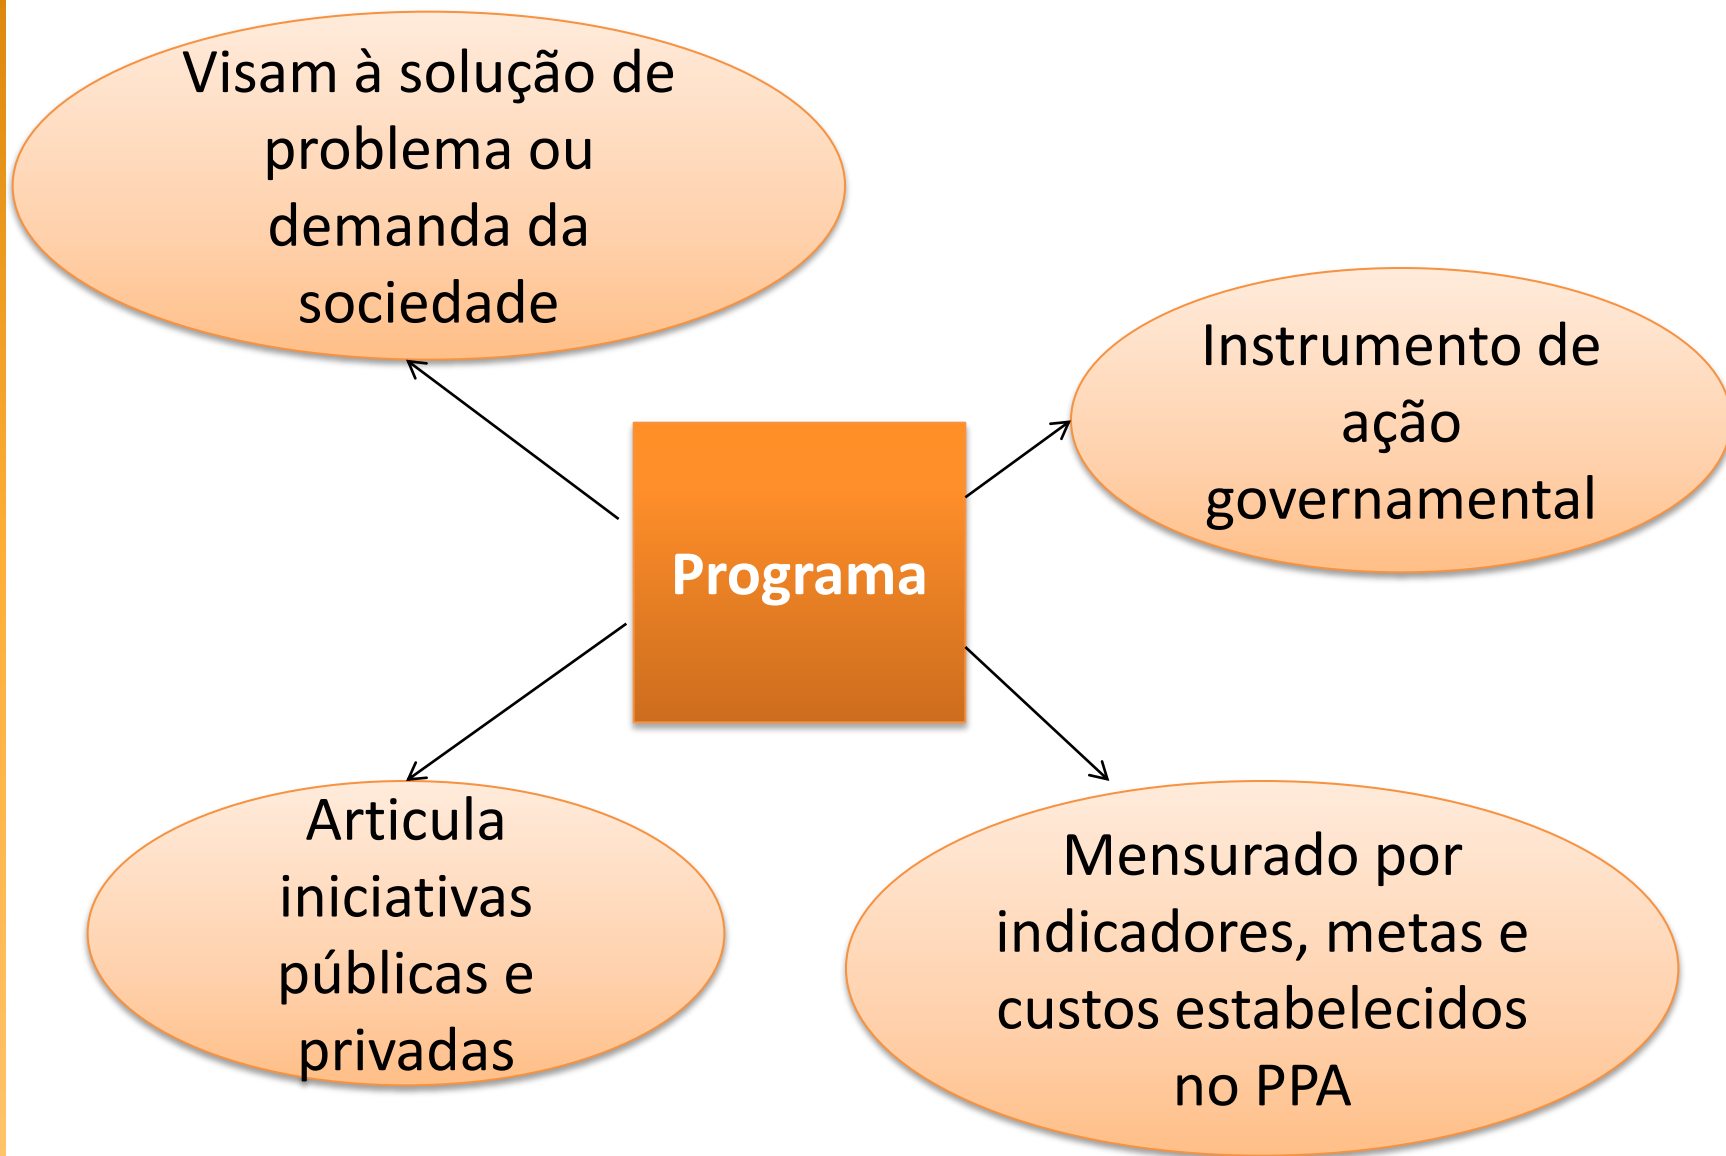 Visam à solução de
problema ou
demanda da
sociedade
Instrumento de
ação
governamental
Programa
Articula
iniciativas
públicas e
privadas
Mensurado por
indicadores, metas e
custos estabelecidos
no PPA